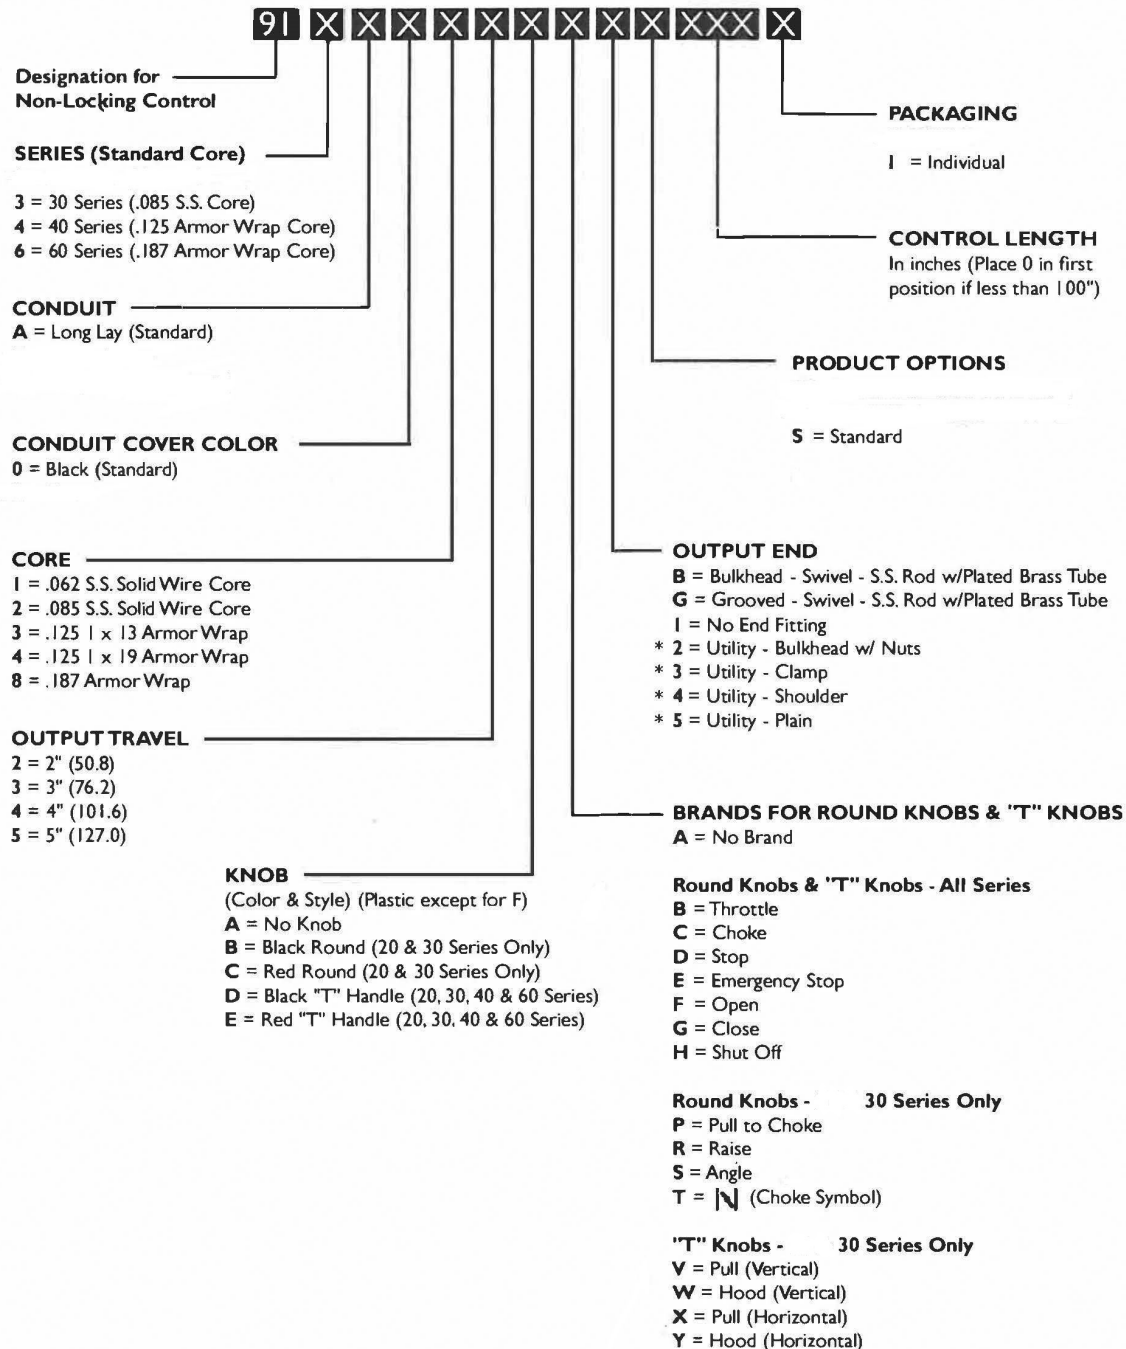 91 X X X X X X X X X XXX X
Designation for
Non-Locking Control
SERIES (Standard Core)
3 = 30 Series (.085 S.S. Core)
4 = 40 Series (.125 Armor Wrap Core)
6 = 60 Series (.187 Armor Wrap Core)
CONDUIT
A = Long Lay (Standard)
CONDUIT COVER COLOR
0 = Black (Standard)
CORE
1 = .062 S.S. Solid Wire Core
2 = .085 S.S. Solid Wire Core
3 = .125 1 x 13 Armor Wrap
4 = .125 1 x 19 Armor Wrap
8 = .187 Armor Wrap
OUTPUT TRAVEL
2 = 2" (50.8)
3 = 3" (76.2)
4 = 4" (101.6)
5 = 5" (127.0)
KNOB
(Color & Style) (Plastic except for F)
A = No Knob
B = Black Round (20 & 30 Series Only)
C = Red Round (20 & 30 Series Only)
D = Black "T" Handle (20, 30, 40 & 60 Series)
E = Red "T" Handle (20, 30, 40 & 60 Series)
PACKAGING
I = Individual
CONTROL LENGTH
In inches (Place 0 in first
position if less than 100")
PRODUCT OPTIONS
S = Standard
OUTPUT END
B = Bulkhead - Swivel - S.S. Rod w/Plated Brass Tube
G = Grooved - Swivel - S.S. Rod w/Plated Brass Tube
1 = No End Fitting
* 2 = Utility - Bulkhead w/ Nuts
* 3 = Utility - Clamp
* 4 = Utility - Shoulder
* 5 = Utility - Plain
BRANDS FOR ROUND KNOBS & "T" KNOBS
A = No Brand
Round Knobs & "T" Knobs - All Series
B = Throttle
C = Choke
D = Stop
E = Emergency Stop
F = Open
G = Close
H = Shut Off
Round Knobs - 30 Series Only
P = Pull to Choke
R = Raise
S = Angle
T = (Choke Symbol)
"T" Knobs - 30 Series Only
V = Pull (Vertical)
W = Hood (Vertical)
X = Pull (Horizontal)
Y = Hood (Horizontal)